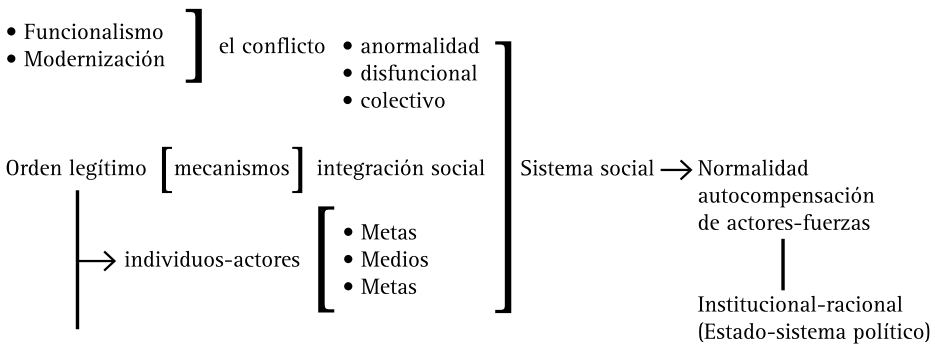 • Funcionalismo
• Modernización
el conflicto
• anormalidad
• disfuncional
• colectivo
Orden legítimo [mecanismos] integración social
individuos-actores
• Metas
• Medios
• Metas
Sistema social → Normalidad
autocompensación
de actores-fuerzas
Institucional-racional
(Estado-sistema político)